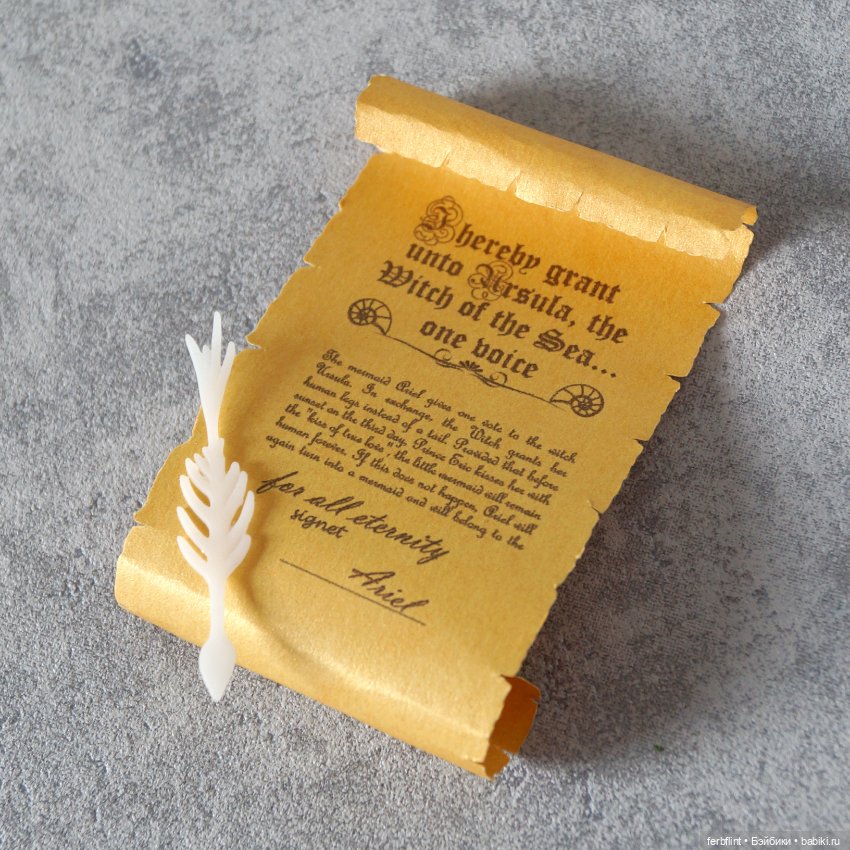 I hereby grant
unto Ursula, the
Witch of the Sea...
one voice
The mermaid Ariel gives one vote to the witch
Ursula. In exchange, the Witch grants her
human legs instead of a tail. Provided that before
sunset on the third day, Prince Eric kisses her with
the "kiss of true love", the little mermaid will remain
human forever. If this does not happen, Ariel will
again turn into a mermaid and will belong to the
for all eternity
signet
Ariel
ferbflint • Бэйбики • babiki.ru